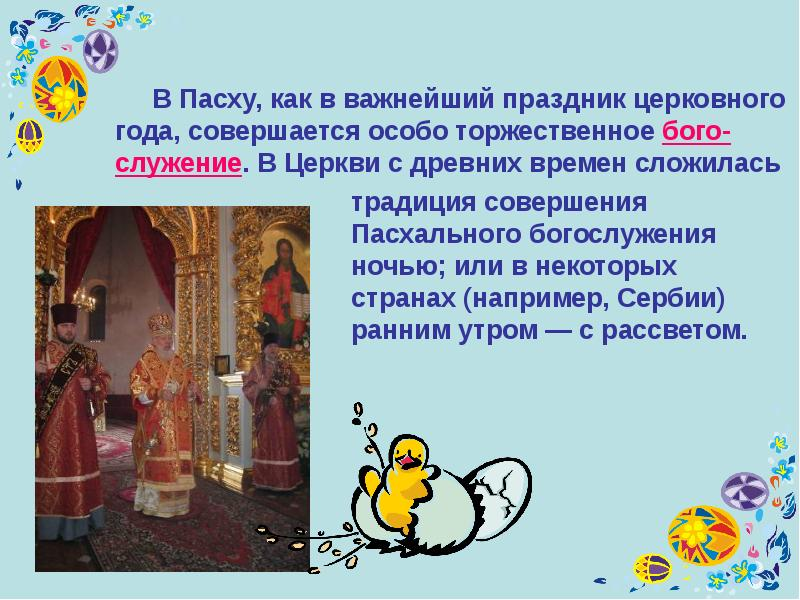 В Пасху, как в важнейший праздник церковного
года, совершается особо торжественное бого-
служение. В Церкви с древних времен сложилась
традиция совершения
Пасхального богослужения
ночью; или в некоторых
странах (например, Сербии)
ранним утром — с рассветом.